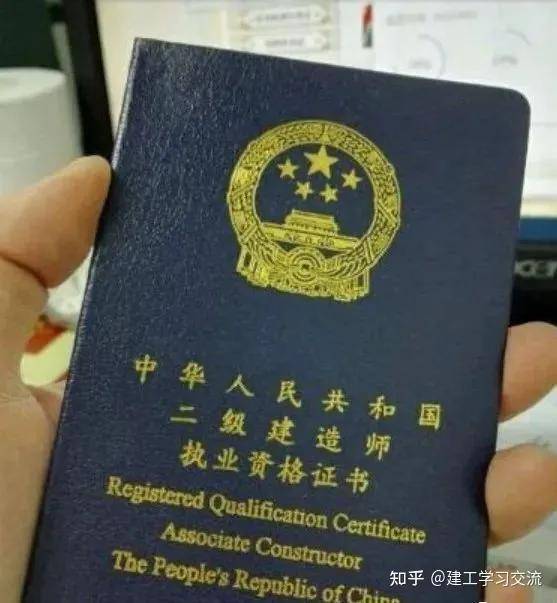 中华人民共和国
二级建造师
执业资格证书
Registered Qualification Certificate
Associate Constructor
The People's Republic of China
知乎 @建工学习交流